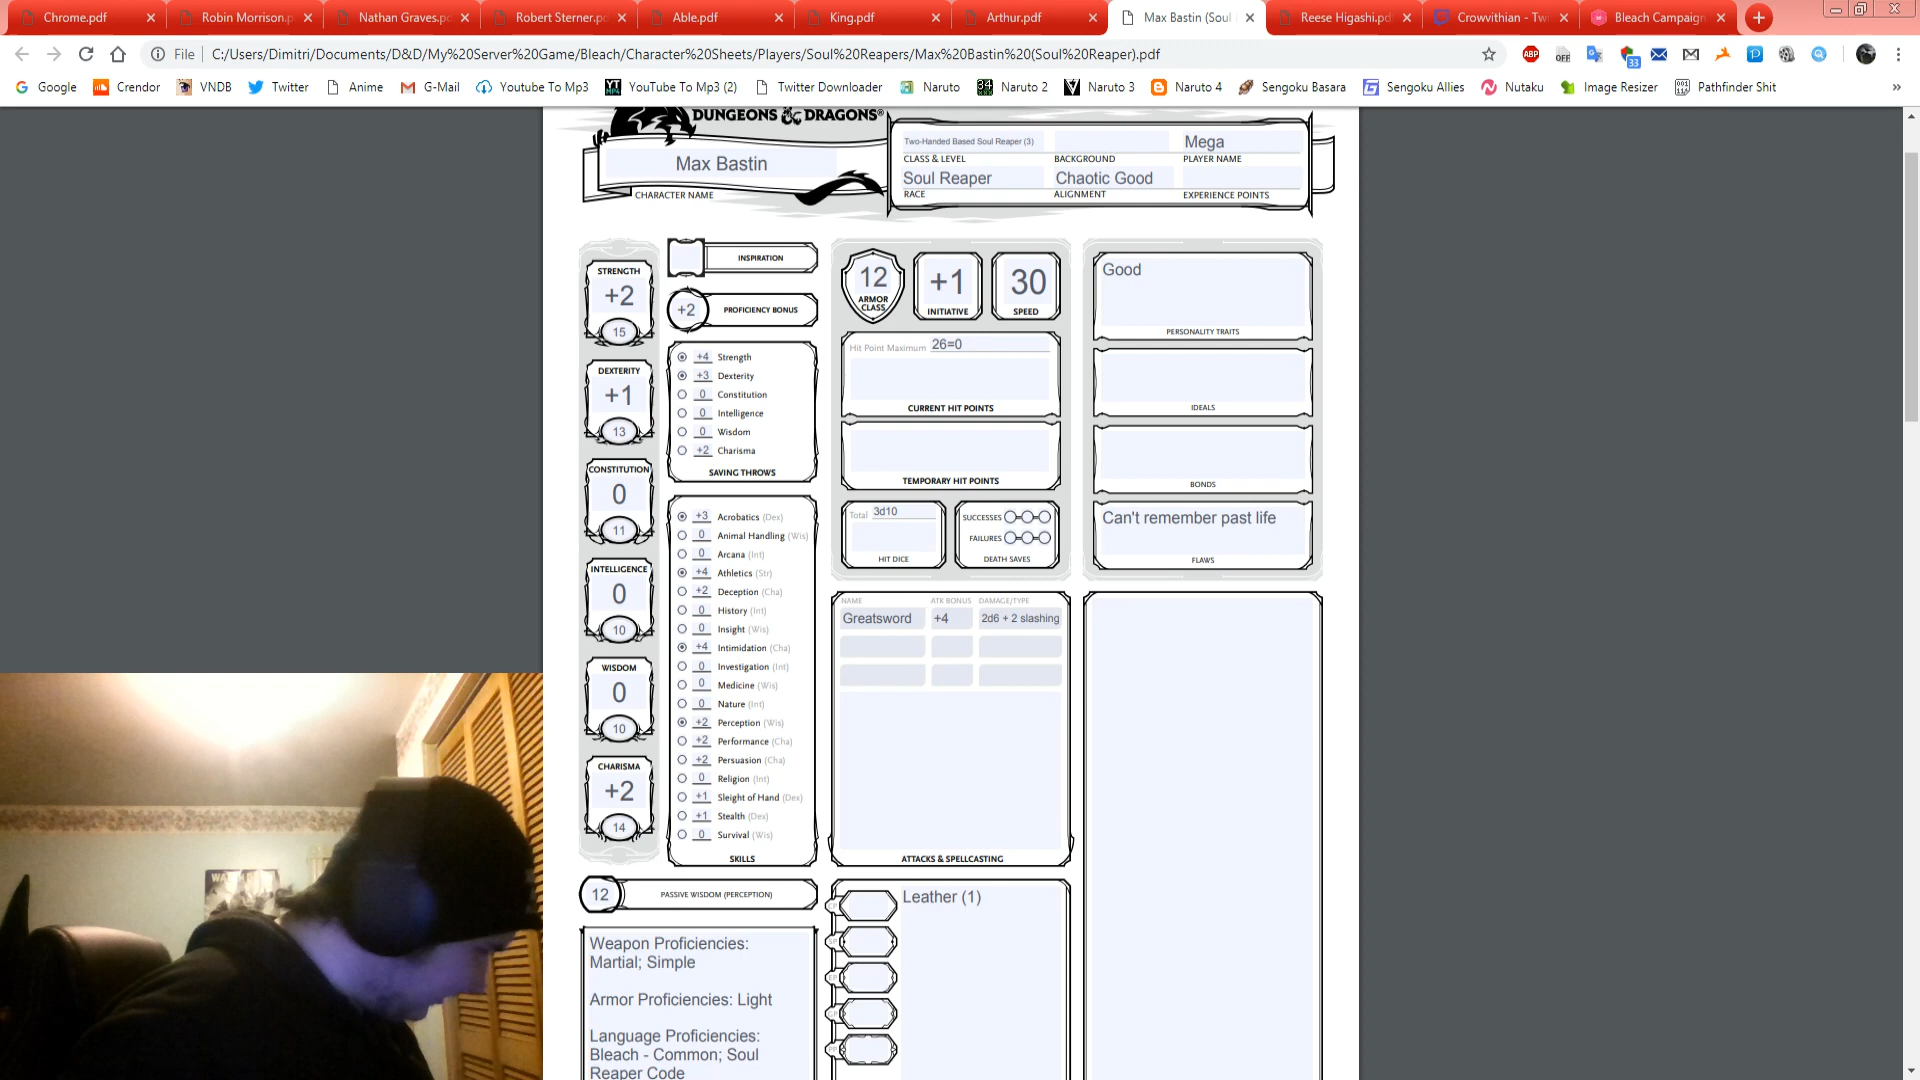 Chrome.pdf
Robin Morrison.p
Nathan Graves.pd
Robert Sterner.pd
Able.pdf
King.pdf
Arthur.pdf
Max Bastin (Soul
Reese Higashi.pdf
Crowvithian - Tw
Bleach Campaign
File
C:/Users/Dimitri/Documents/D&D/My%20Server%20Game/Bleach/Character%20Sheets/Players/Soul%20Reapers/Max%20Bastin%20(Soul%20Reaper).pdf
ABP
OFF
33
Google
Crendor
VNDB
Twitter
Anime
G-Mail
Youtube To Mp3
YouTube To Mp3 (2)
Twitter Downloader
Naruto
Naruto 2
Naruto 3
Naruto 4
Sengoku Basara
Sengoku Allies
Nutaku
Image Resizer
Pathfinder Shit
»
DUNGEONS & DRAGONS®
Max Bastin
CHARACTER NAME
Two-Handed Based Soul Reaper (3)
Mega
CLASS & LEVEL
BACKGROUND
PLAYER NAME
Soul Reaper
Chaotic Good
RACE
ALIGNMENT
EXPERIENCE POINTS
STRENGTH
+2
15
DEXTERITY
+1
13
CONSTITUTION
0
11
INTELLIGENCE
0
10
WISDOM
0
10
CHARISMA
+2
14
INSPIRATION
+2 PROFICIENCY BONUS
+4 Strength
+3 Dexterity
0 Constitution
0 Intelligence
0 Wisdom
+2 Charisma
SAVING THROWS
+3 Acrobatics (Dex)
0 Animal Handling (Wis)
0 Arcana (Int)
+4 Athletics (Str)
+2 Deception (Cha)
0 History (Int)
0 Insight (Wis)
+4 Intimidation (Cha)
0 Investigation (Int)
0 Medicine (Wis)
0 Nature (Int)
+2 Perception (Wis)
+2 Performance (Cha)
+2 Persuasion (Cha)
0 Religion (Int)
+1 Sleight of Hand (Dex)
+1 Stealth (Dex)
0 Survival (Wis)
SKILLS
12 PASSIVE WISDOM (PERCEPTION)
Weapon Proficiencies:
Martial; Simple
Armor Proficiencies: Light
Language Proficiencies:
Bleach - Common; Soul
Reaper Code
12
ARMOR
CLASS
+1
INITIATIVE
30
SPEED
Hit Point Maximum 26=0
CURRENT HIT POINTS
TEMPORARY HIT POINTS
Total 3d10
HIT DICE
SUCCESSES
FAILURES
DEATH SAVES
NAME ATK BONUS DAMAGE/TYPE
Greatsword +4 2d6 + 2 slashing
ATTACKS & SPELLCASTING
CP
SP
EP
GP
PP
Leather (1)
Good
PERSONALITY TRAITS
IDEALS
BONDS
Can't remember past life
FLAWS